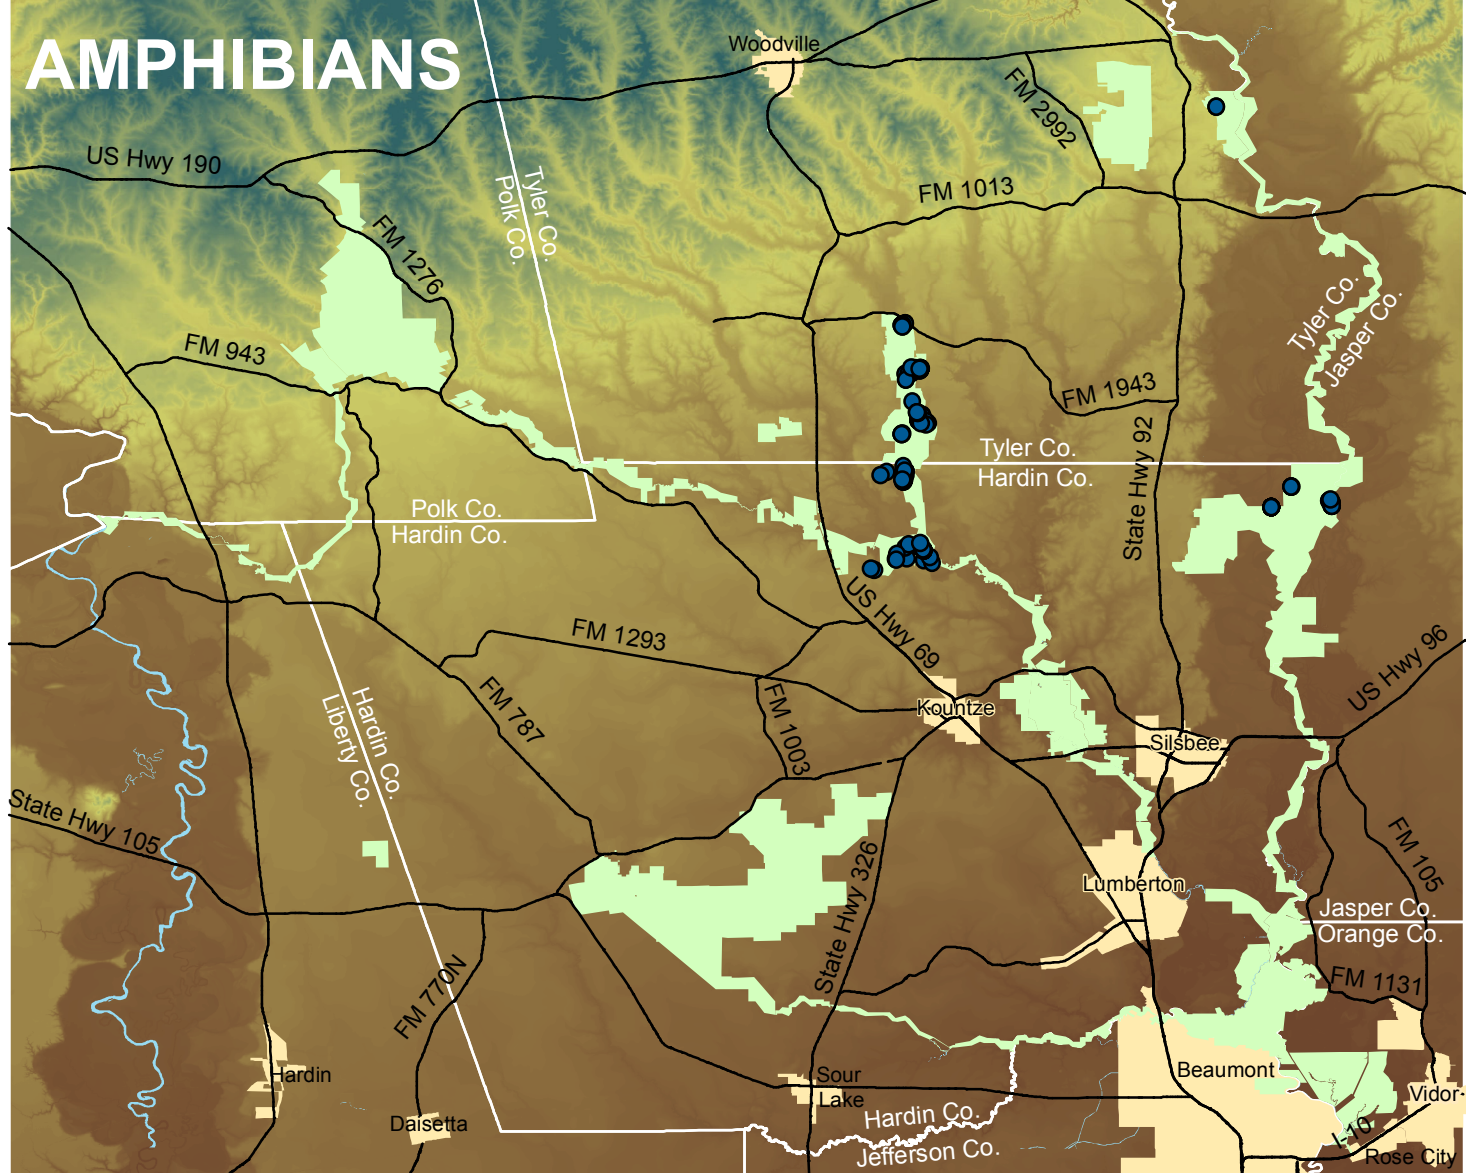 AMPHIBIANS
Woodville
FM 2992
US Hwy 190
Tyler Co.
Polk Co.
FM 1013
FM 1276
Tyler Co.
Jasper Co.
FM 943
FM 1943
State Hwy 92
Tyler Co.
Hardin Co.
Polk Co.
Hardin Co.
US Hwy 69
FM 1293
US Hwy 96
Hardin Co.
Liberty Co.
FM 787
FM 1003
Kountze
Silsbee
State Hwy 105
State Hwy 326
FM 105
Lumberton
Jasper Co.
Orange Co.
FM 770N
FM 1131
Hardin
Sour
Lake
Beaumont
Vidor
Daisetta
Hardin Co.
Jefferson Co.
I-10
Rose City